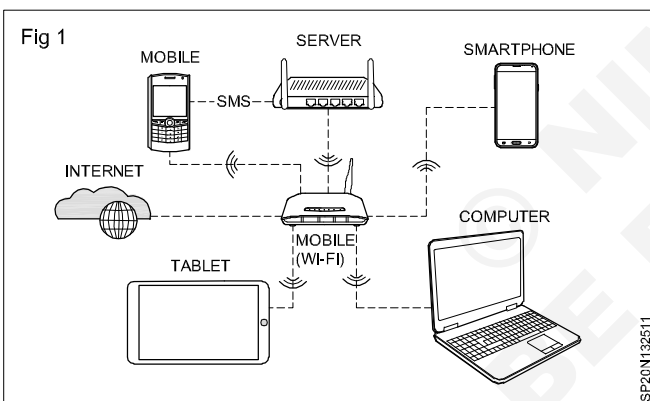 Fig 1
MOBILE
SERVER
SMARTPHONE
SMS
INTERNET
MOBILE
(WI-FI)
COMPUTER
TABLET
SP20N132511